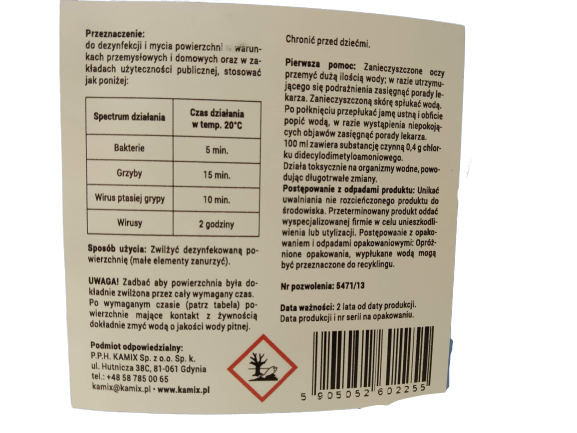 Przeznaczenie:
do dezynfekcji i mycia powierzchni w warun-
kach przemysłowych i domowych oraz w za-
kładach użyteczności publicznej, stosować
jak poniżej:
Spectrum działania
Czas działania
w temp. 20°C
Bakterie
5 min.
Grzyby
15 min.
Wirus ptasiej grypy
10 min.
Wirusy
2 godziny
Sposób użycia: Zwilżyć dezynfekowaną po-
wierzchnię (małe elementy zanurzyć).
UWAGA! Zadbać aby powierzchnia była do-
kładnie zwilżona przez cały wymagany czas.
Po wymaganym czasie (patrz tabela) po-
wierzchnie mające kontakt z żywnością
dokładnie zmyć wodą o jakości wody pitnej.
Podmiot odpowiedzialny:
P.P.H. KAMIX Sp. z o.o. Sp. k.
ul. Hutnicza 38C, 81-061 Gdynia
tel.: +48 58 785 00 65
kamix@kamix.pl • www.kamix.pl
Chronić przed dziećmi.
Pierwsza pomoc: Zanieczyszczone oczy
przemyć dużą ilością wody; w razie utrzymu-
jącego się podrażnienia zasięgnąć porady le-
karza. Zanieczyszczoną skórę spłukać wodą.
Po połknięciu przepłukać jamę ustną i obficie
popić wodą, w razie wystąpienia niepokoją-
cych objawów zasięgnąć porady lekarza.
100 ml zawiera substancję czynną 0,4 g chlor-
ku didecylodimetyloamoniowego.
Działa toksycznie na organizmy wodne, powo-
dując długotrwałe zmiany.
Postępowanie z odpadami produktu: Unikać
uwalniania nie rozcieńczonego produktu do
środowiska. Przeterminowany produkt oddać
wyspecjalizowanej firmie w celu unieszkodli-
wienia lub utylizacji. Postępowanie z opako-
waniem i odpadami opakowaniowymi: Opróż-
nione opakowania, wypłukane wodą mogą
być przeznaczone do recyklingu.
Nr pozwolenia: 5471/13
Data ważności: 2 lata od daty produkcji.
Data produkcji i nr serii na opakowaniu.
5 905052 602255